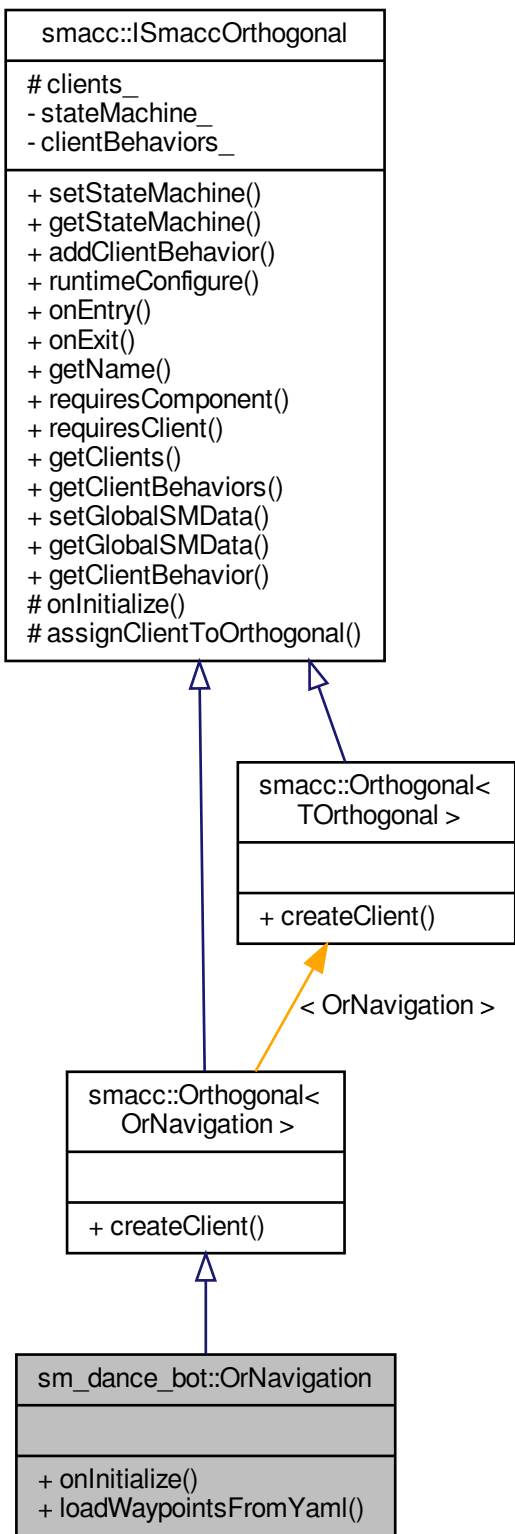 smacc::ISmaccOrthogonal
# clients_
- stateMachine_
- clientBehaviors_
+ setStateMachine()
+ getStateMachine()
+ addClientBehavior()
+ runtimeConfigure()
+ onEntry()
+ onExit()
+ getName()
+ requiresComponent()
+ requiresClient()
+ getClients()
+ getClientBehaviors()
+ setGlobalSMData()
+ getGlobalSMData()
+ getClientBehavior()
# onInitialize()
# assignClientToOrthogonal()
smacc::Orthogonal<
TOrthogonal >
+ createClient()
< OrNavigation >
smacc::Orthogonal<
OrNavigation >
+ createClient()
sm_dance_bot::OrNavigation
+ onInitialize()
+ loadWaypointsFromYaml()